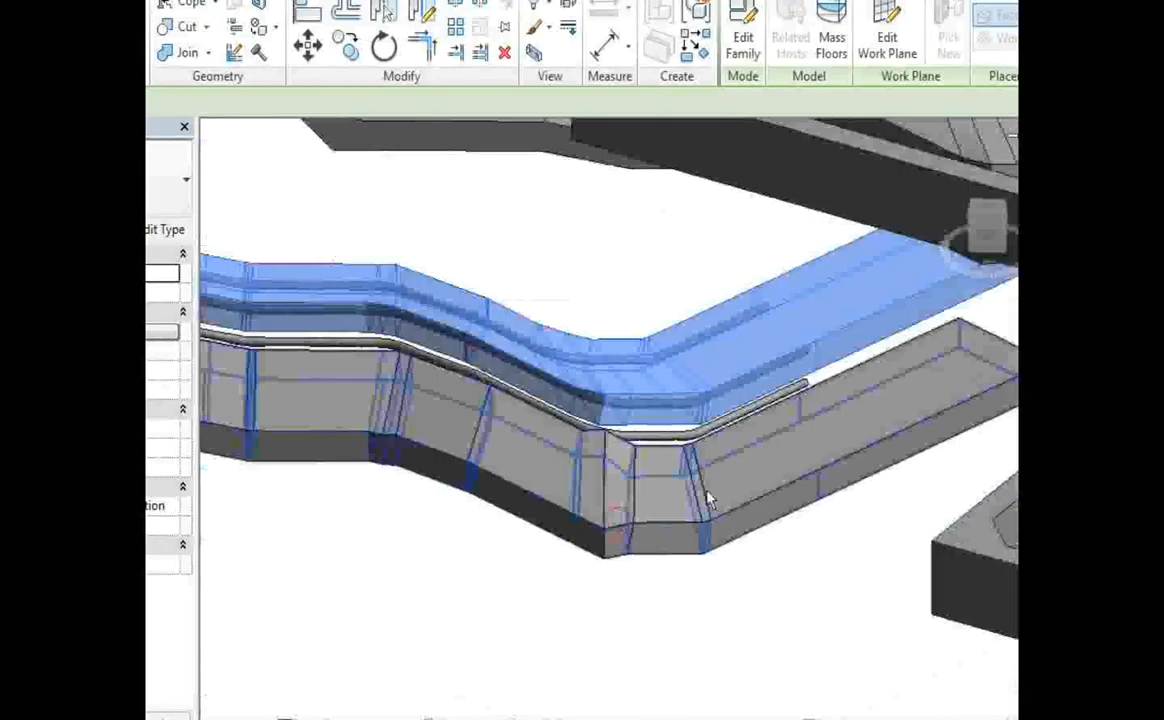 Cope
Cut
Join
Geometry
Modify
View
Measure
Create
Edit
Family
Mode
Related
Hosts
Mass
Floors
Model
Edit
Work Plane
Pick
New
Work Plane
Placer
dit Type
tion